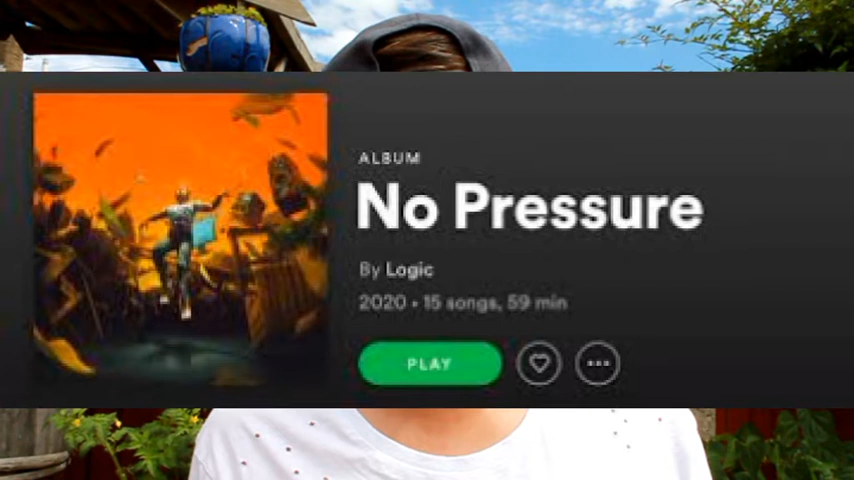 ALBUM
No Pressure
By Logic
2020 • 15 songs, 59 min
PLAY